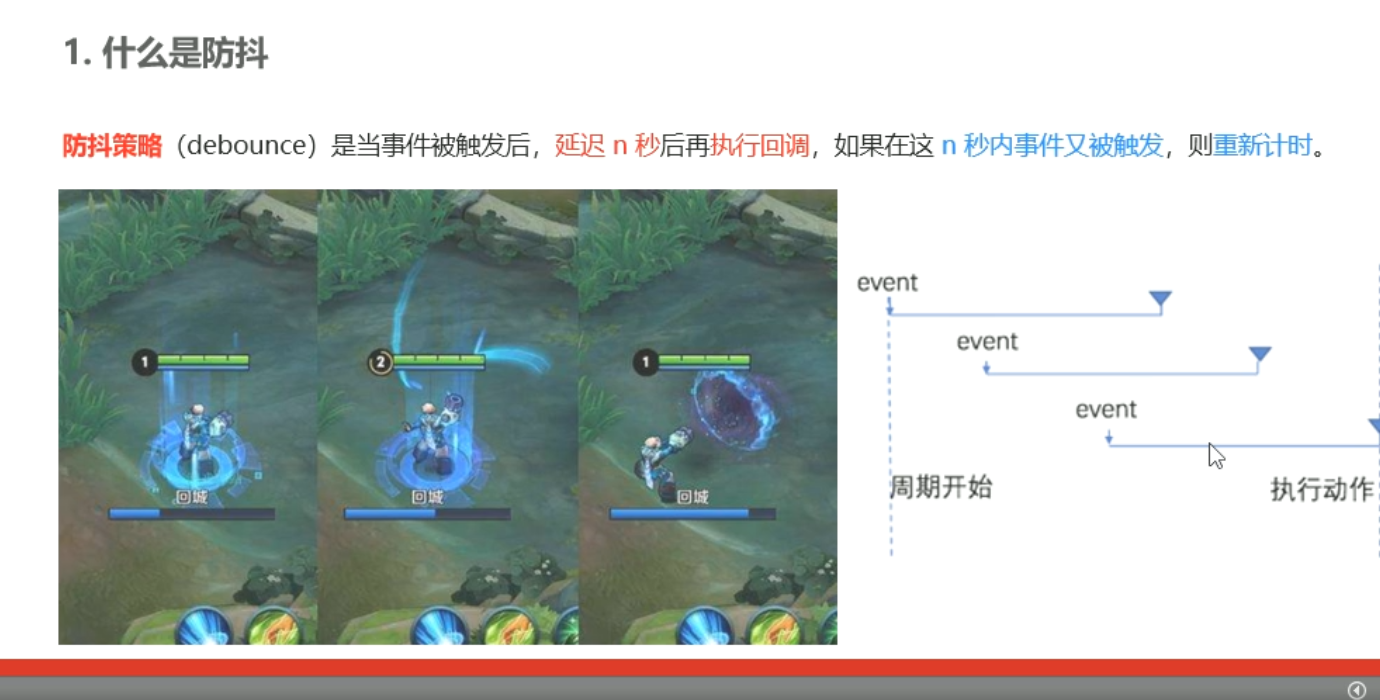 1. 什么是防抖
防抖策略（debounce）是当事件被触发后，延迟 n 秒后再执行回调，如果在这 n 秒内事件又被触发，则重新计时。
1
2
1
回城
回城
回城
event
event
event
周期开始
执行动作